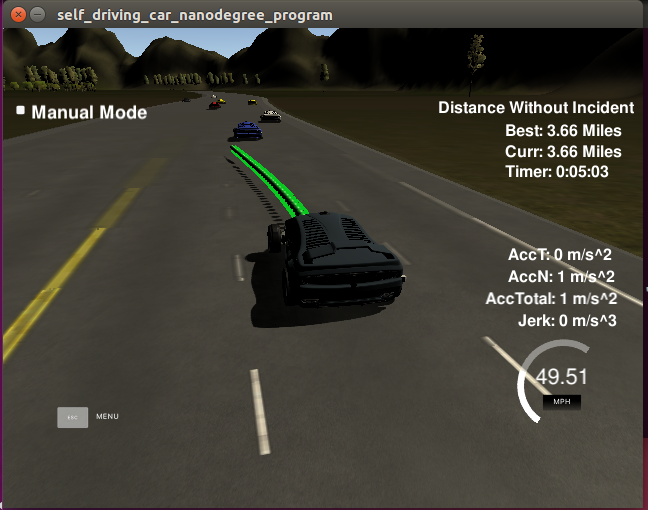 self_driving_car_nanodegree_program
Manual Mode
Distance Without Incident
Best: 3.66 Miles
Curr: 3.66 Miles
Timer: 0:05:03
AccT: 0 m/s^2
AccN: 1 m/s^2
AccTotal: 1 m/s^2
Jerk: 0 m/s^3
49.51
MPH
ESC MENU